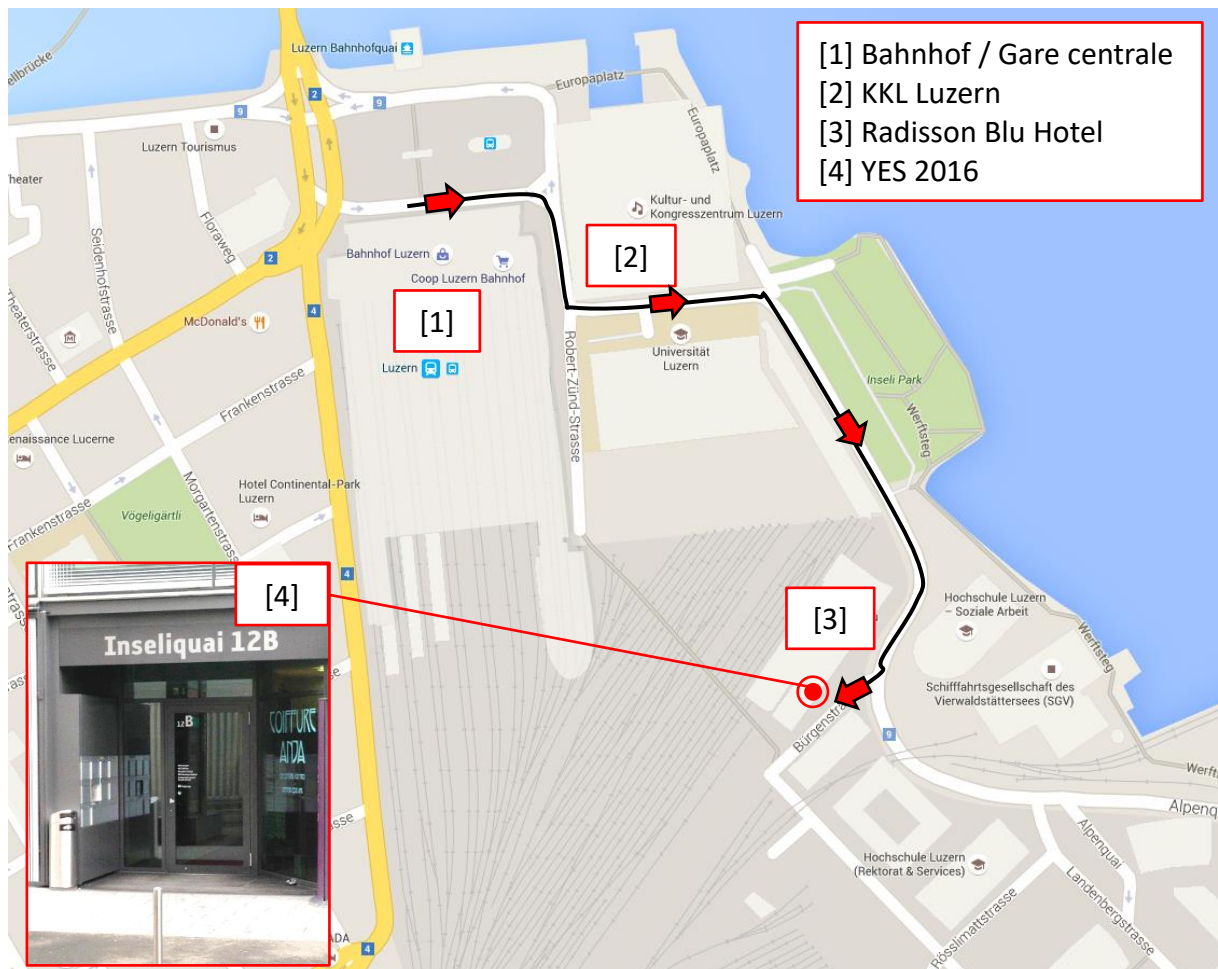 [1] Bahnhof / Gare centrale
[2] KKL Luzern
[3] Radisson Blu Hotel
[4] YES 2016
Luzern Bahnhofquai
Europaplatz
Europaplatz
2
9
9
Luzern Tourismus
Floraweg
Seidenhofstrasse
Theaterstrasse
2
Kultur- und
Kongresszentrum Luzern
[2]
Bahnhof Luzern
Coop Luzern Bahnhof
4
McDonald's
[1]
Luzern
Robert-Zünd-Strasse
Universität
Luzern
Inseli Park
Werftsteg
Frankenstrasse
Hotel Continental-Park
Luzern
Morgartenstrasse
Vögeligärtli
Frankenstrasse
4
[4]
[3]
Hochschule Luzern
– Soziale Arbeit
Werftsteg
Schifffahrtsgesellschaft des
Vierwaldstättersees (SGV)
Inseliquai 12B
12B
COIFFURE
ANJA
9
Hochschule Luzern
(Rektorat & Services)
Alpenquai
Landenbergstrasse
Rösslimattstrasse
4